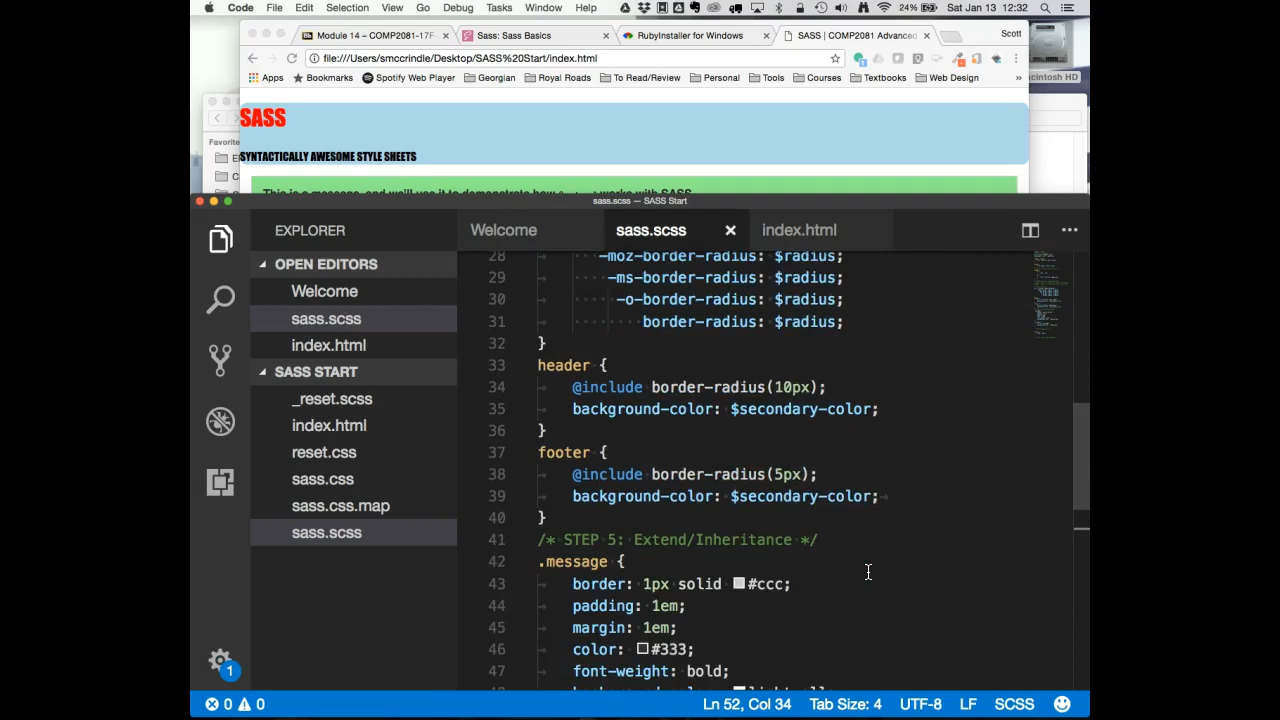 Code File Edit Selection View Go Debug Tasks Window Help 24% Sat Jan 13 12:32
COMP2081-17F Sass: Sass Basics RubyInstaller for Windows SASS | COMP2081 Advanced Scott
file:///Users/smccrindle/Desktop/SASS%20Start/index.html
Apps Bookmarks Spotify Web Player Georgian Royal Roads To Read/Review Personal Tools Courses Textbooks Web Design »
acintosh HD
SASS
Favorite
SYNTACTICALLY AWESOME STYLE SHEETS
sass.scss — SASS Start
EXPLORER
Welcome sass.scss index.html
OPEN EDITORS
Welcome
sass.scss
index.html
SASS START
_reset.scss
index.html
reset.css
sass.css
sass.css.map
sass.scss
28 -moz-border-radius: $radius;
29 -ms-border-radius: $radius;
30 -o-border-radius: $radius;
31 border-radius: $radius;
32 }
33 header {
34 @include border-radius(10px);
35 background-color: $secondary-color;
36 }
37 footer {
38 @include border-radius(5px);
39 background-color: $secondary-color;
40 }
41 /* STEP 5: Extend/Inheritance */
42 .message {
43 border: 1px solid #ccc;
44 padding: 1em;
45 margin: 1em;
46 color: #333;
47 font-weight: bold;
1
0 0 Ln 52, Col 34 Tab Size: 4 UTF-8 LF SCSS